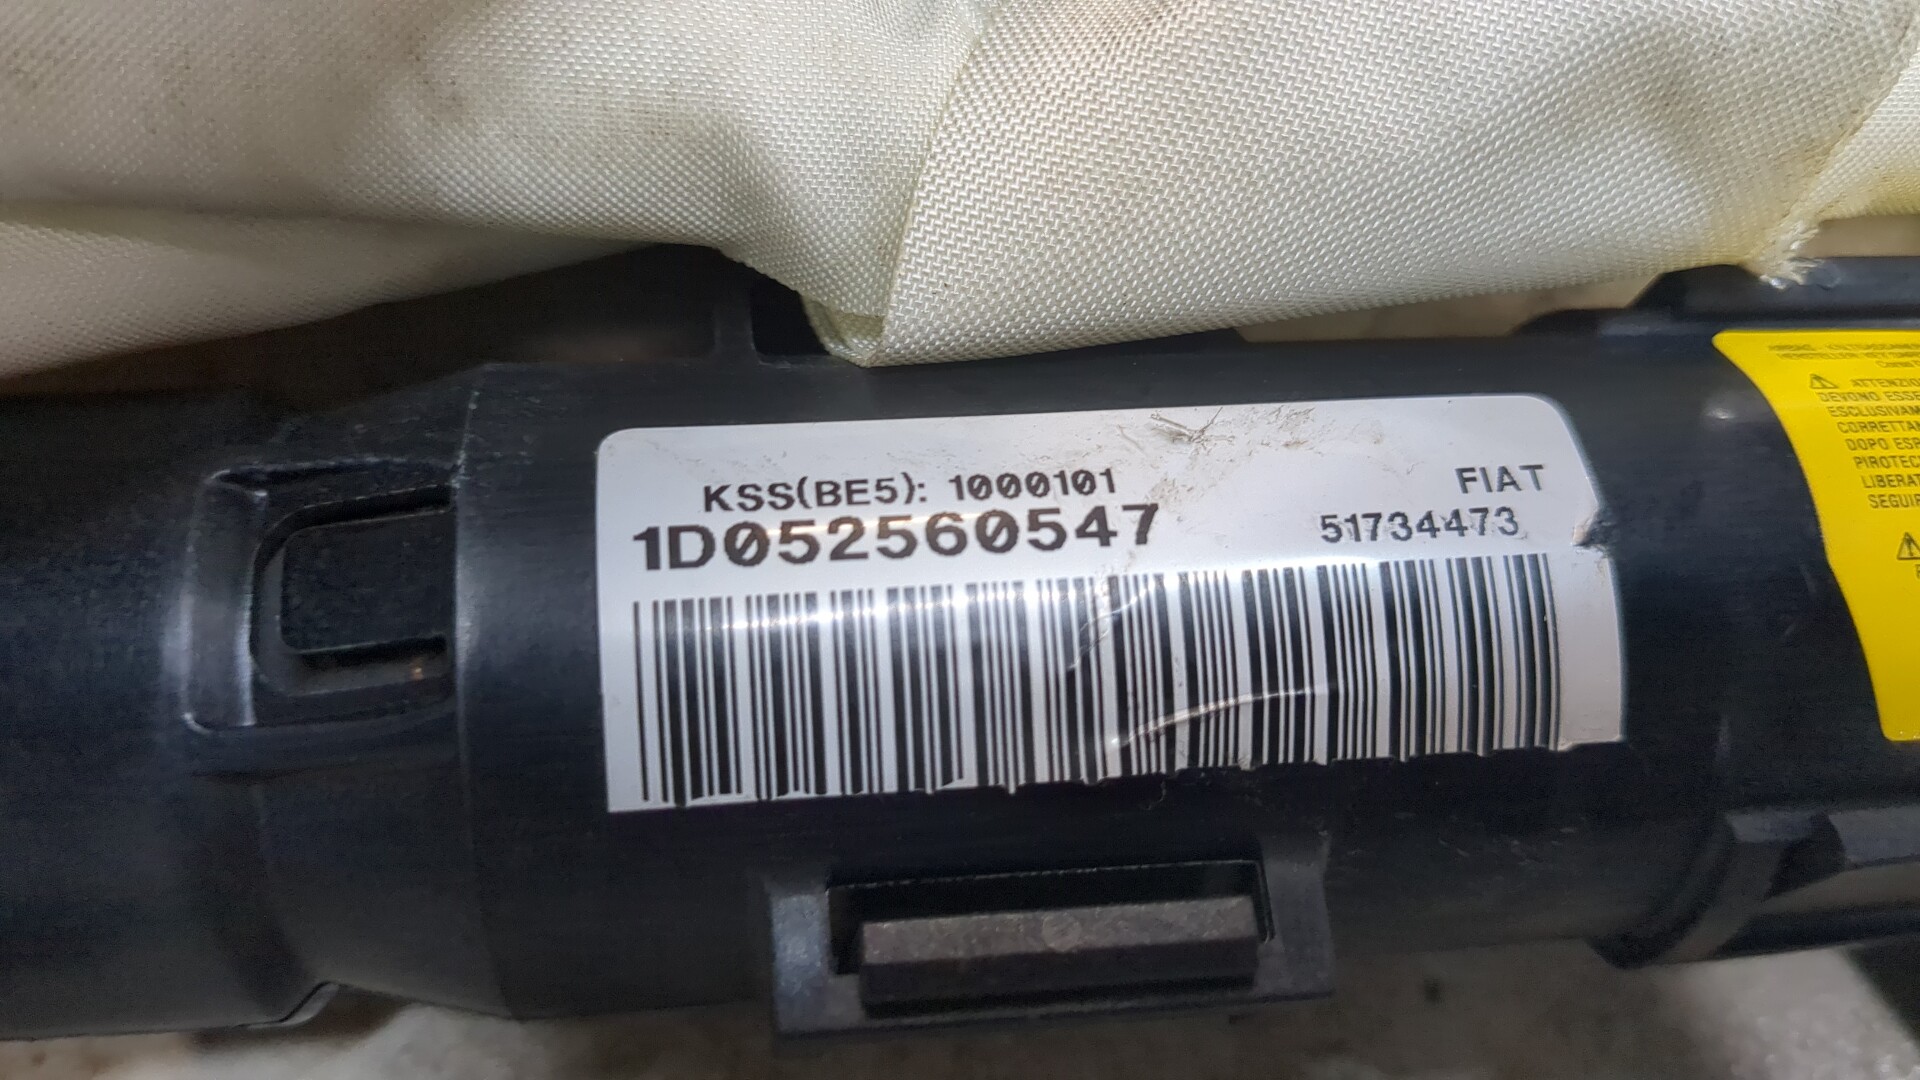 KSS(BE5): 1000101
1D052560547
FIAT
51734473
ATTENZIO
DEVONO ESSE
ESCLUSIVAM
CORRETTAM
DOPO ESP
PIROTEC
LIBERAT
SEGUIR